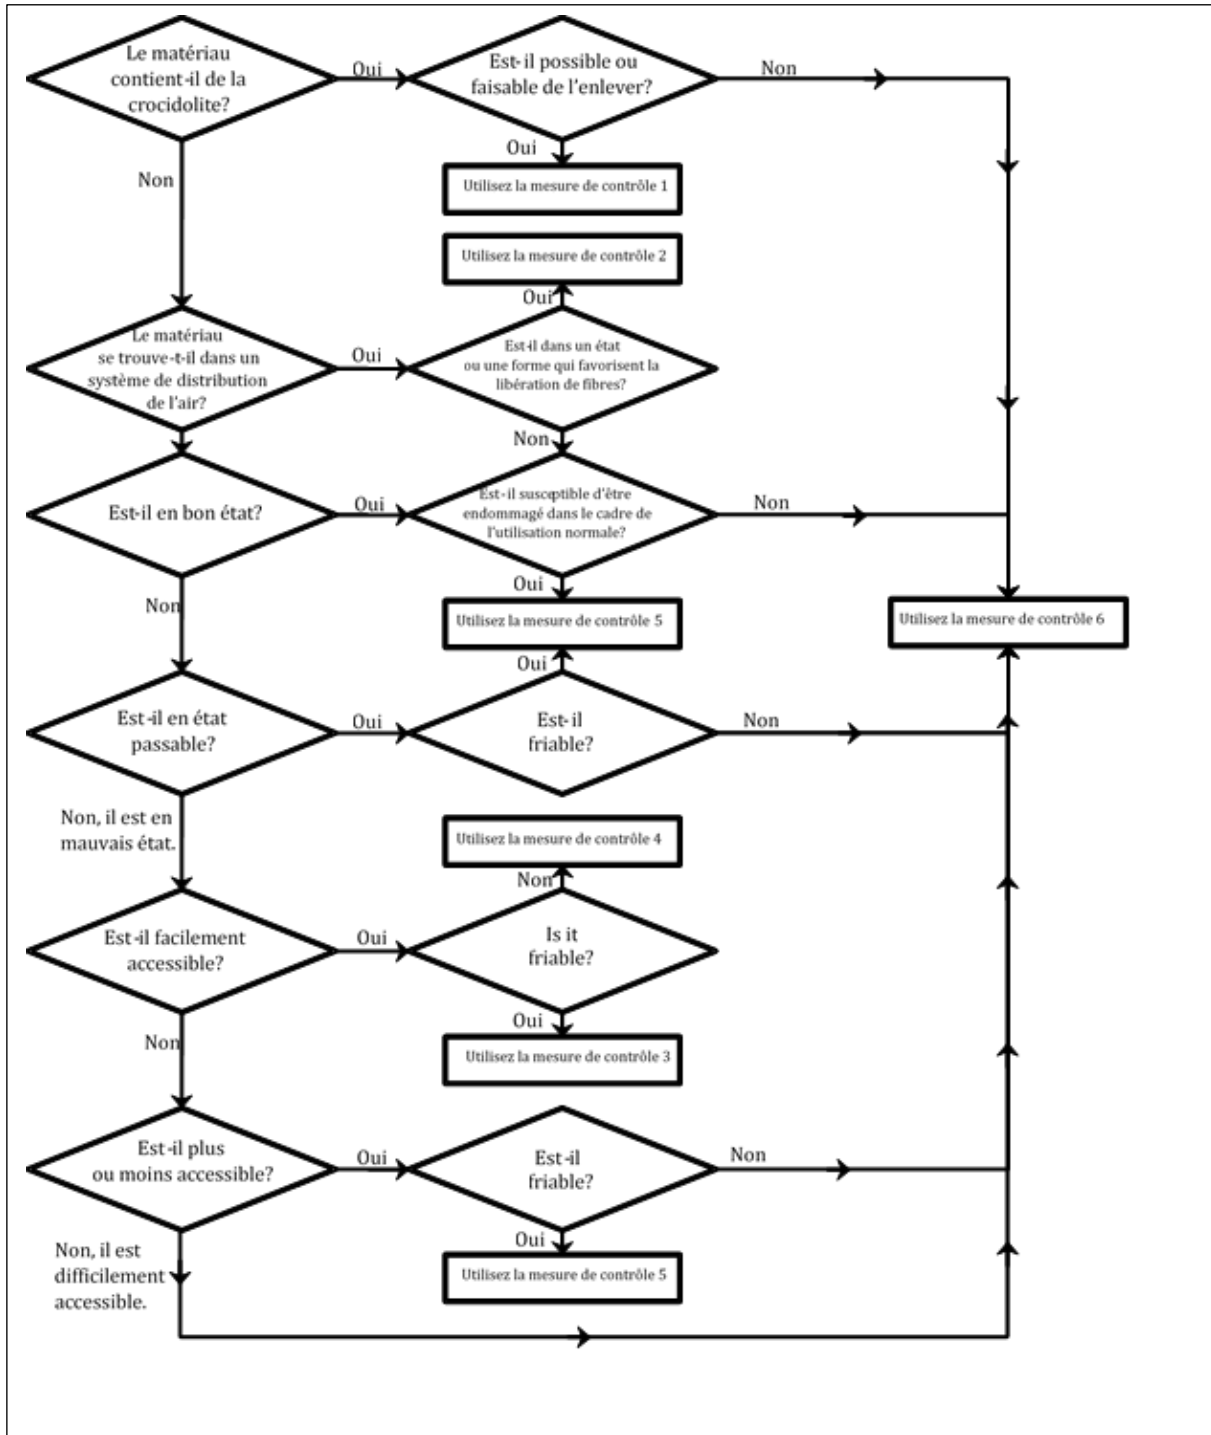 Le matériau
contient-il de la
crocidolite?
Oui
Est-il possible ou
faisable de l'enlever?
Non
Oui
Utilisez la mesure de contrôle 1
Non
Utilisez la mesure de contrôle 2
Oui
Le matériau
se trouve-t-il dans un
système de distribution
de l'air?
Oui
Est-il dans un état
ou une forme qui favorisent la
libération de fibres?
Non
Est-il en bon état?
Oui
Est-il susceptible d'être
endommagé dans le cadre de
l'utilisation normale?
Non
Oui
Non
Utilisez la mesure de contrôle 5
Utilisez la mesure de contrôle 6
Oui
Est-il en état
passable?
Oui
Est-il
friable?
Non
Non, il est en
mauvais état.
Utilisez la mesure de contrôle 4
Non
Est-il facilement
accessible?
Oui
Is it
friable?
Oui
Non
Utilisez la mesure de contrôle 3
Est-il plus
ou moins accessible?
Oui
Est-il
friable?
Non
Oui
Non, il est
difficilement
accessible.
Utilisez la mesure de contrôle 5